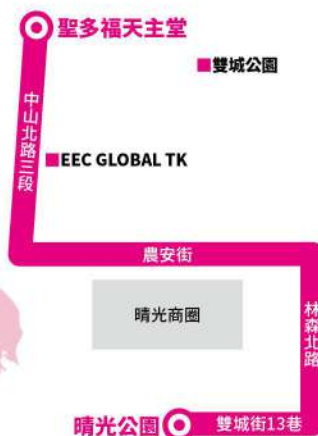 聖多福天主堂
雙城公園
中山北路三段
EEC GLOBAL TK
農安街
晴光商圈
林森北路
晴光公園
雙城街13巷